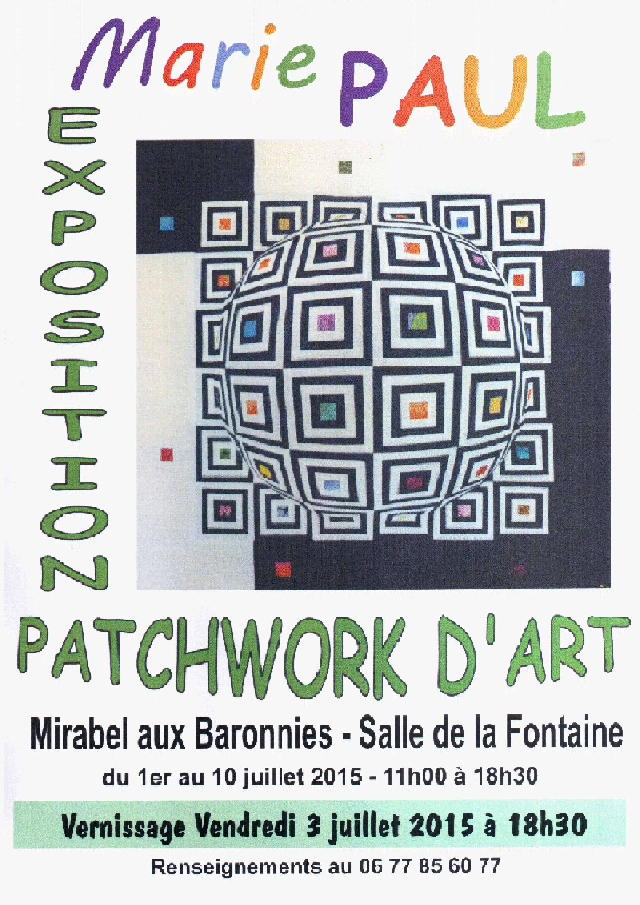 Marie PAUL
EXPOSITION
PATCHWORK D'ART
Mirabel aux Baronnies - Salle de la Fontaine
du 1er au 10 juillet 2015 - 11h00 à 18h30
Vernissage Vendredi 3 juillet 2015 à 18h30
Renseignements au 06 77 85 60 77